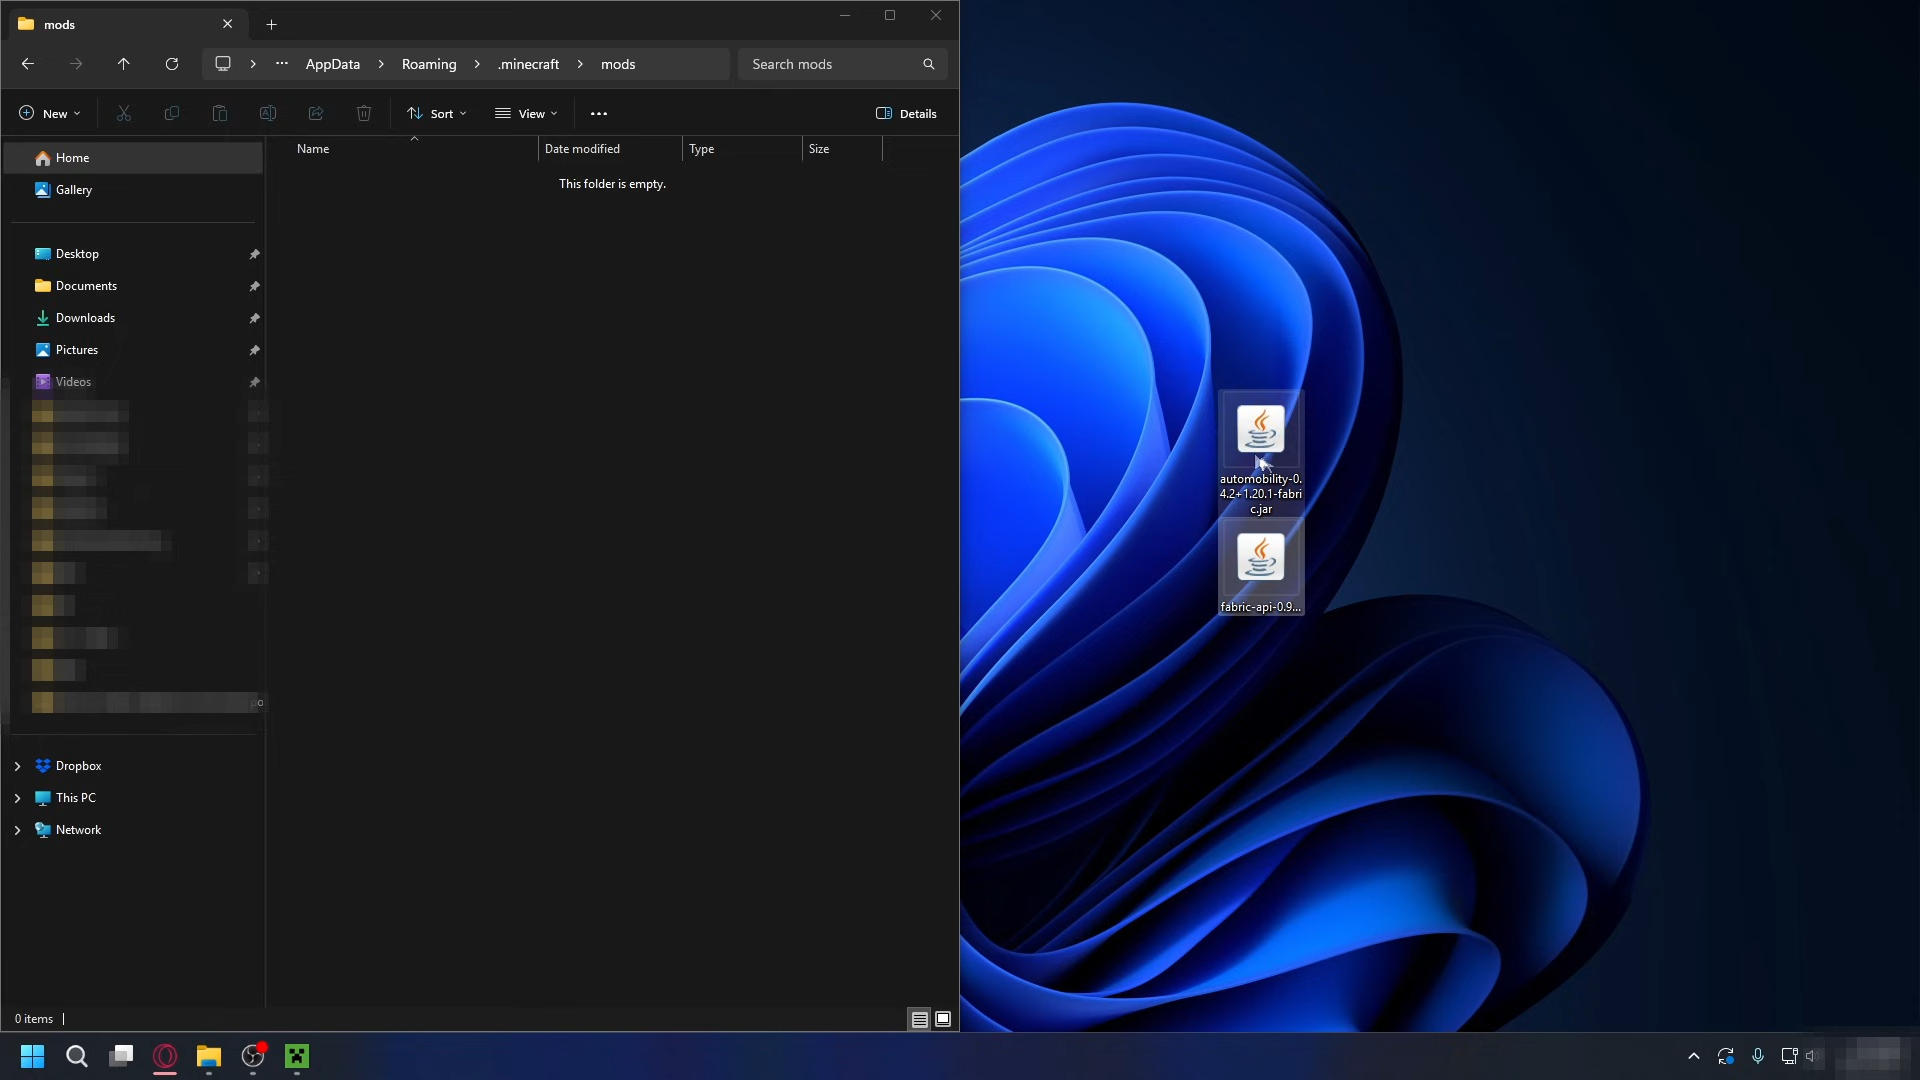 mods
AppData
Roaming
.minecraft
mods
Search mods
New
Sort
View
Details
Home
Gallery
Desktop
Documents
Downloads
Pictures
Videos
Dropbox
This PC
Network
Name
Date modified
Type
Size
This folder is empty.
0 items
automobility-0.
4.2+1.20.1-fabri
c.jar
fabric-api-0.9...